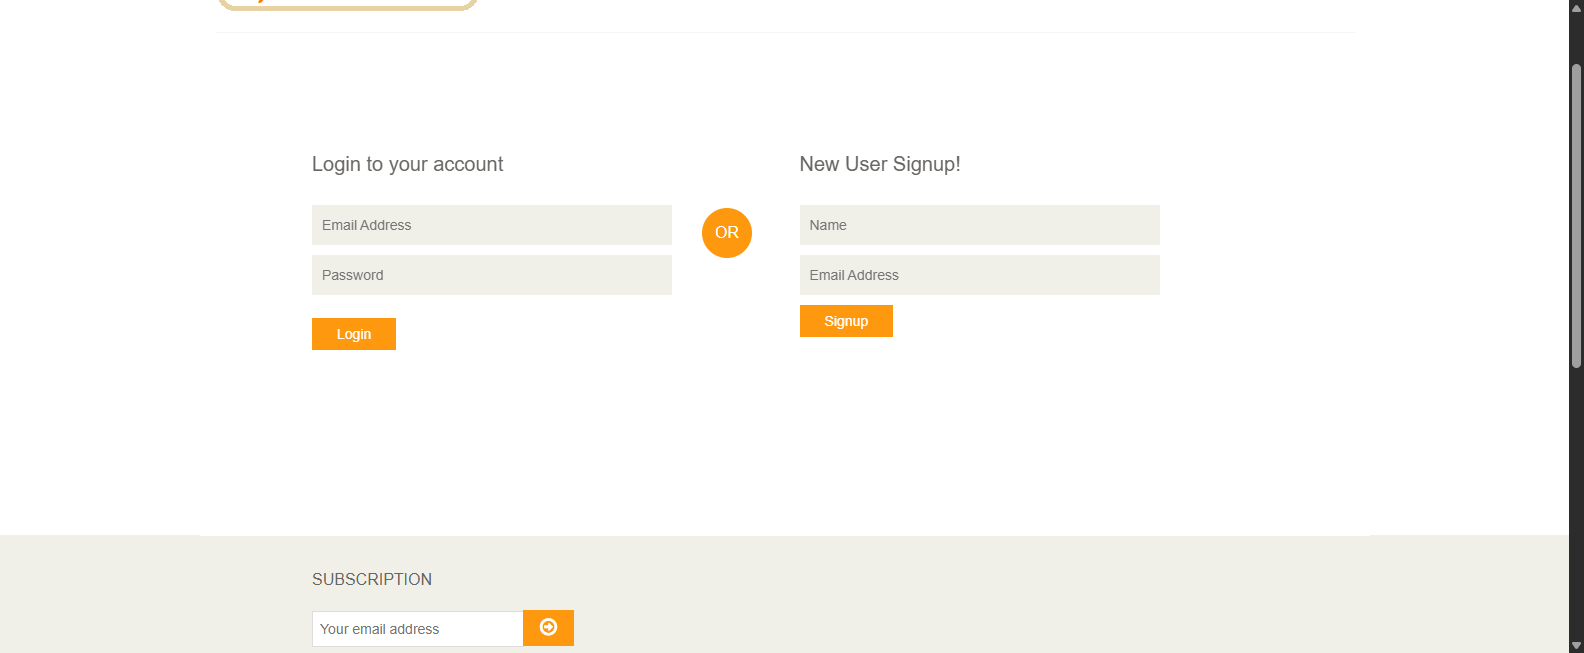 Login to your account
Email Address
Password
Login
OR
New User Signup!
Name
Email Address
Signup
SUBSCRIPTION
Your email address